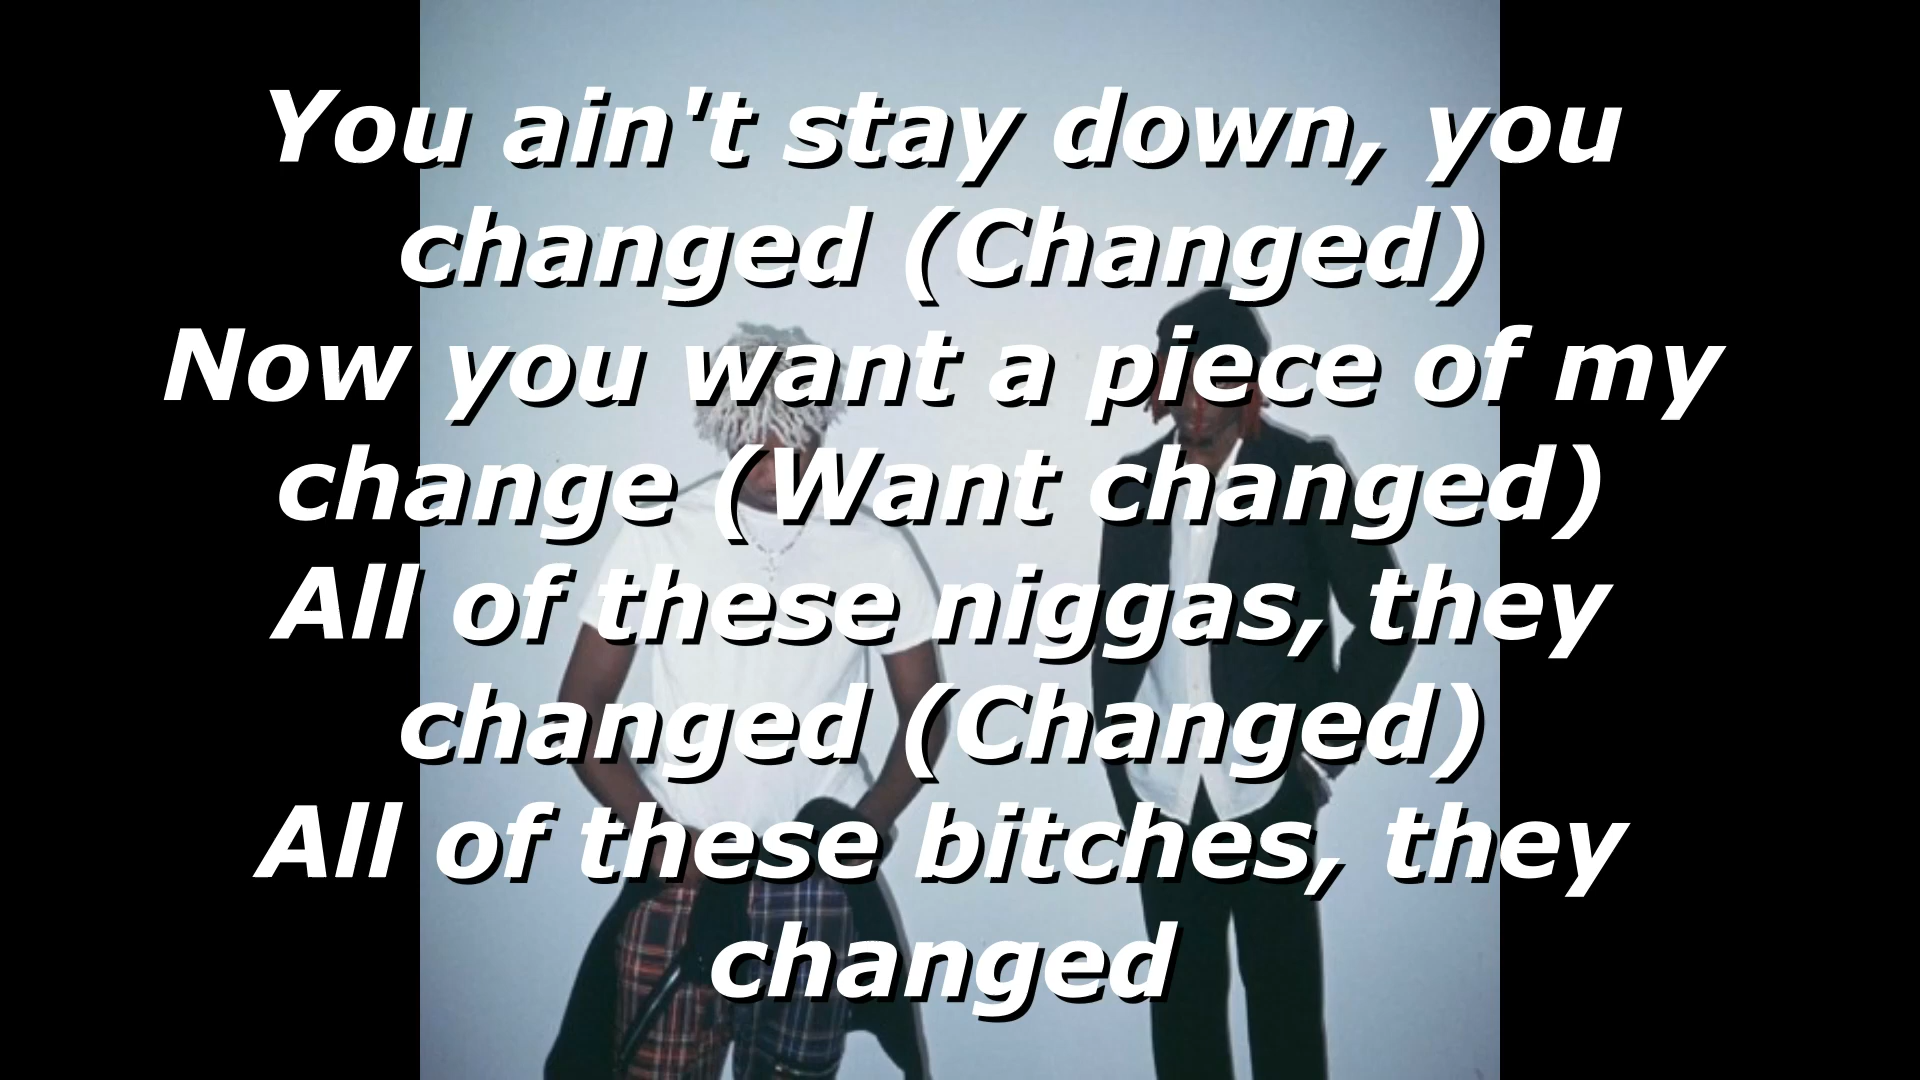 You ain't stay down, you
changed (Changed)
Now you want a piece of my
change (Want changed)
All of these niggas, they
changed (Changed)
All of these bitches, they
changed